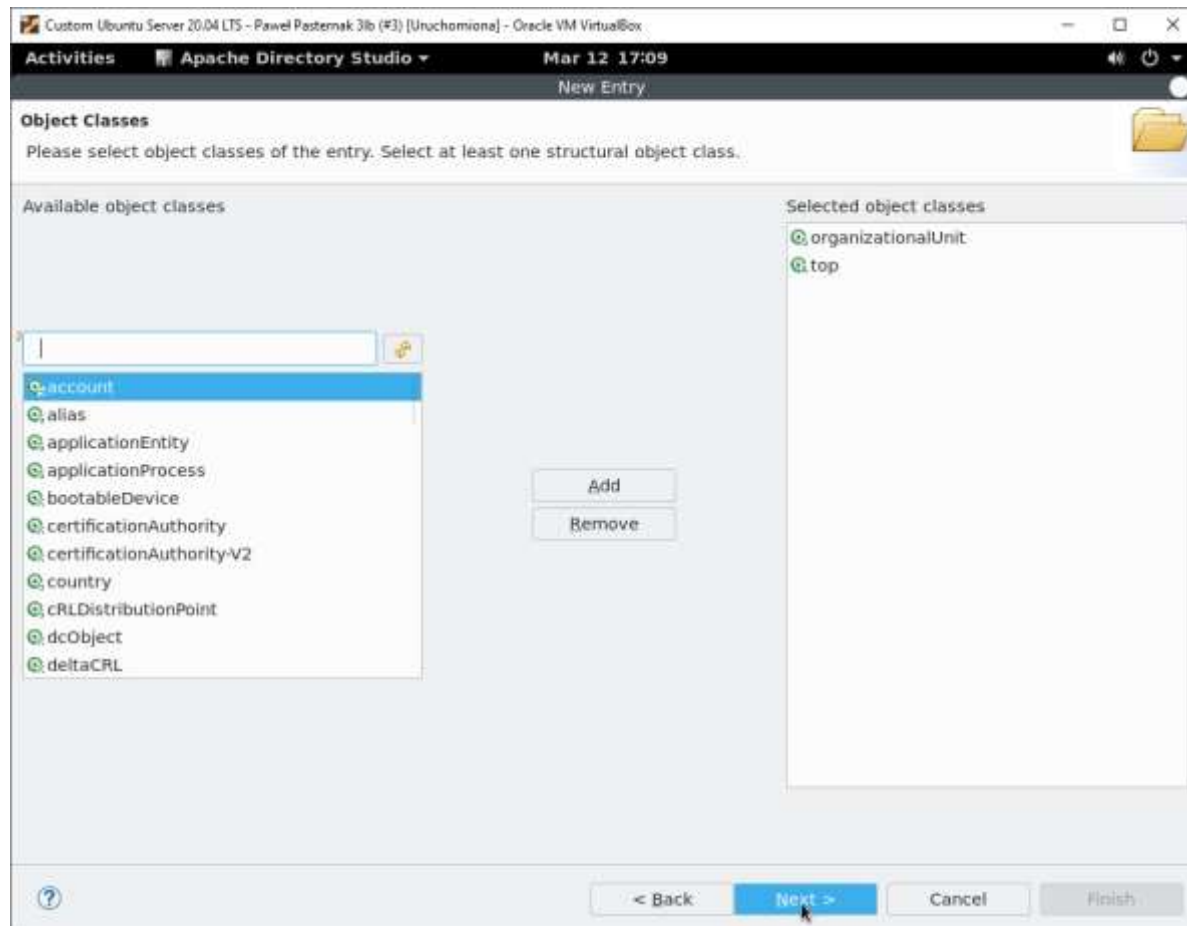 Custom Ubuntu Server 20.04 LTS - Paweł Pasternak 3Ib (#3) [Uruchomiona] - Oracle VM VirtualBox
Activities Apache Directory Studio Mar 12 17:09
New Entry
Object Classes
Please select object classes of the entry. Select at least one structural object class.
Available object classes
Selected object classes
organizationalUnit
top
account
alias
applicationEntity
applicationProcess
bootableDevice
certificationAuthority
certificationAuthority-V2
country
cRLDistributionPoint
dcObject
deltaCRL
Add
Remove
< Back Next > Cancel Finish